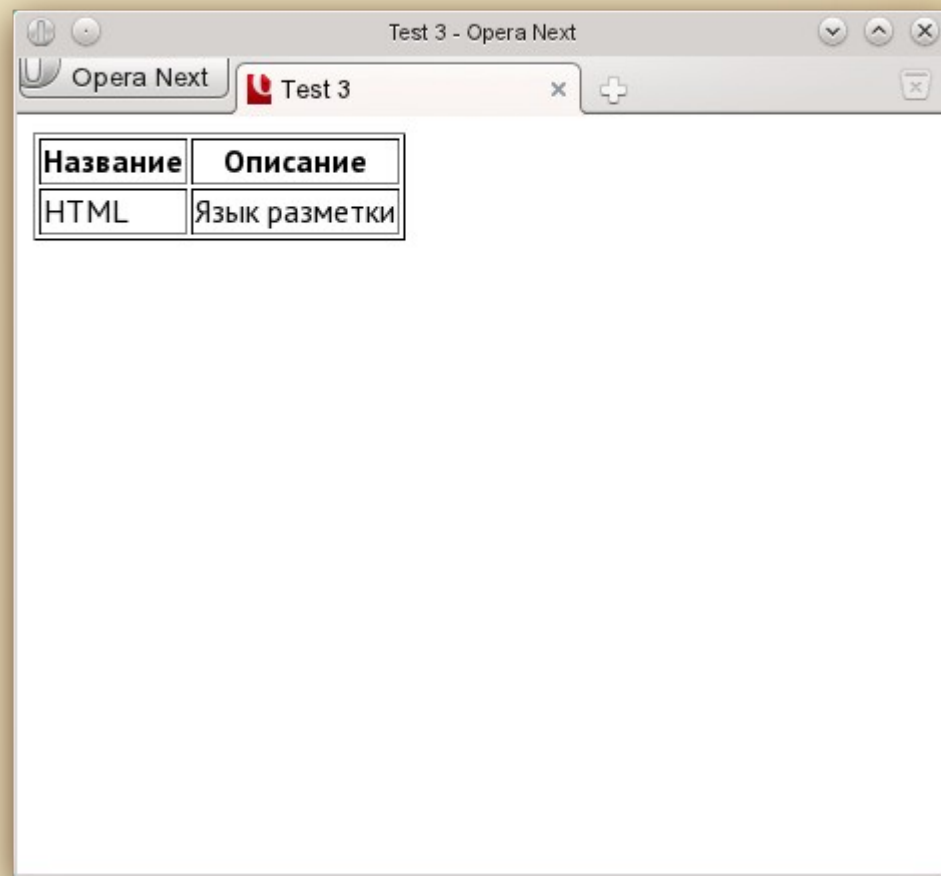 Test 3 - Opera Next
Opera Next
Test 3
Название Описание
HTML Язык разметки